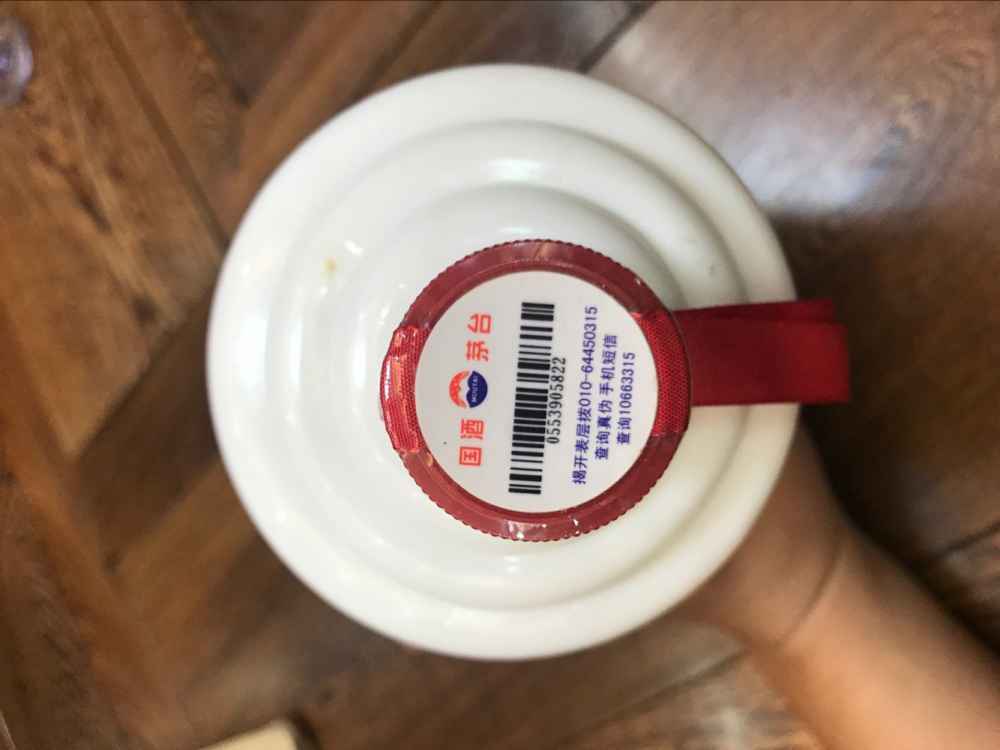 国酒 MOUTAI 茅台
0553905822
揭开表层拨010-64450315
查询真伪 手机短信
查询10663315